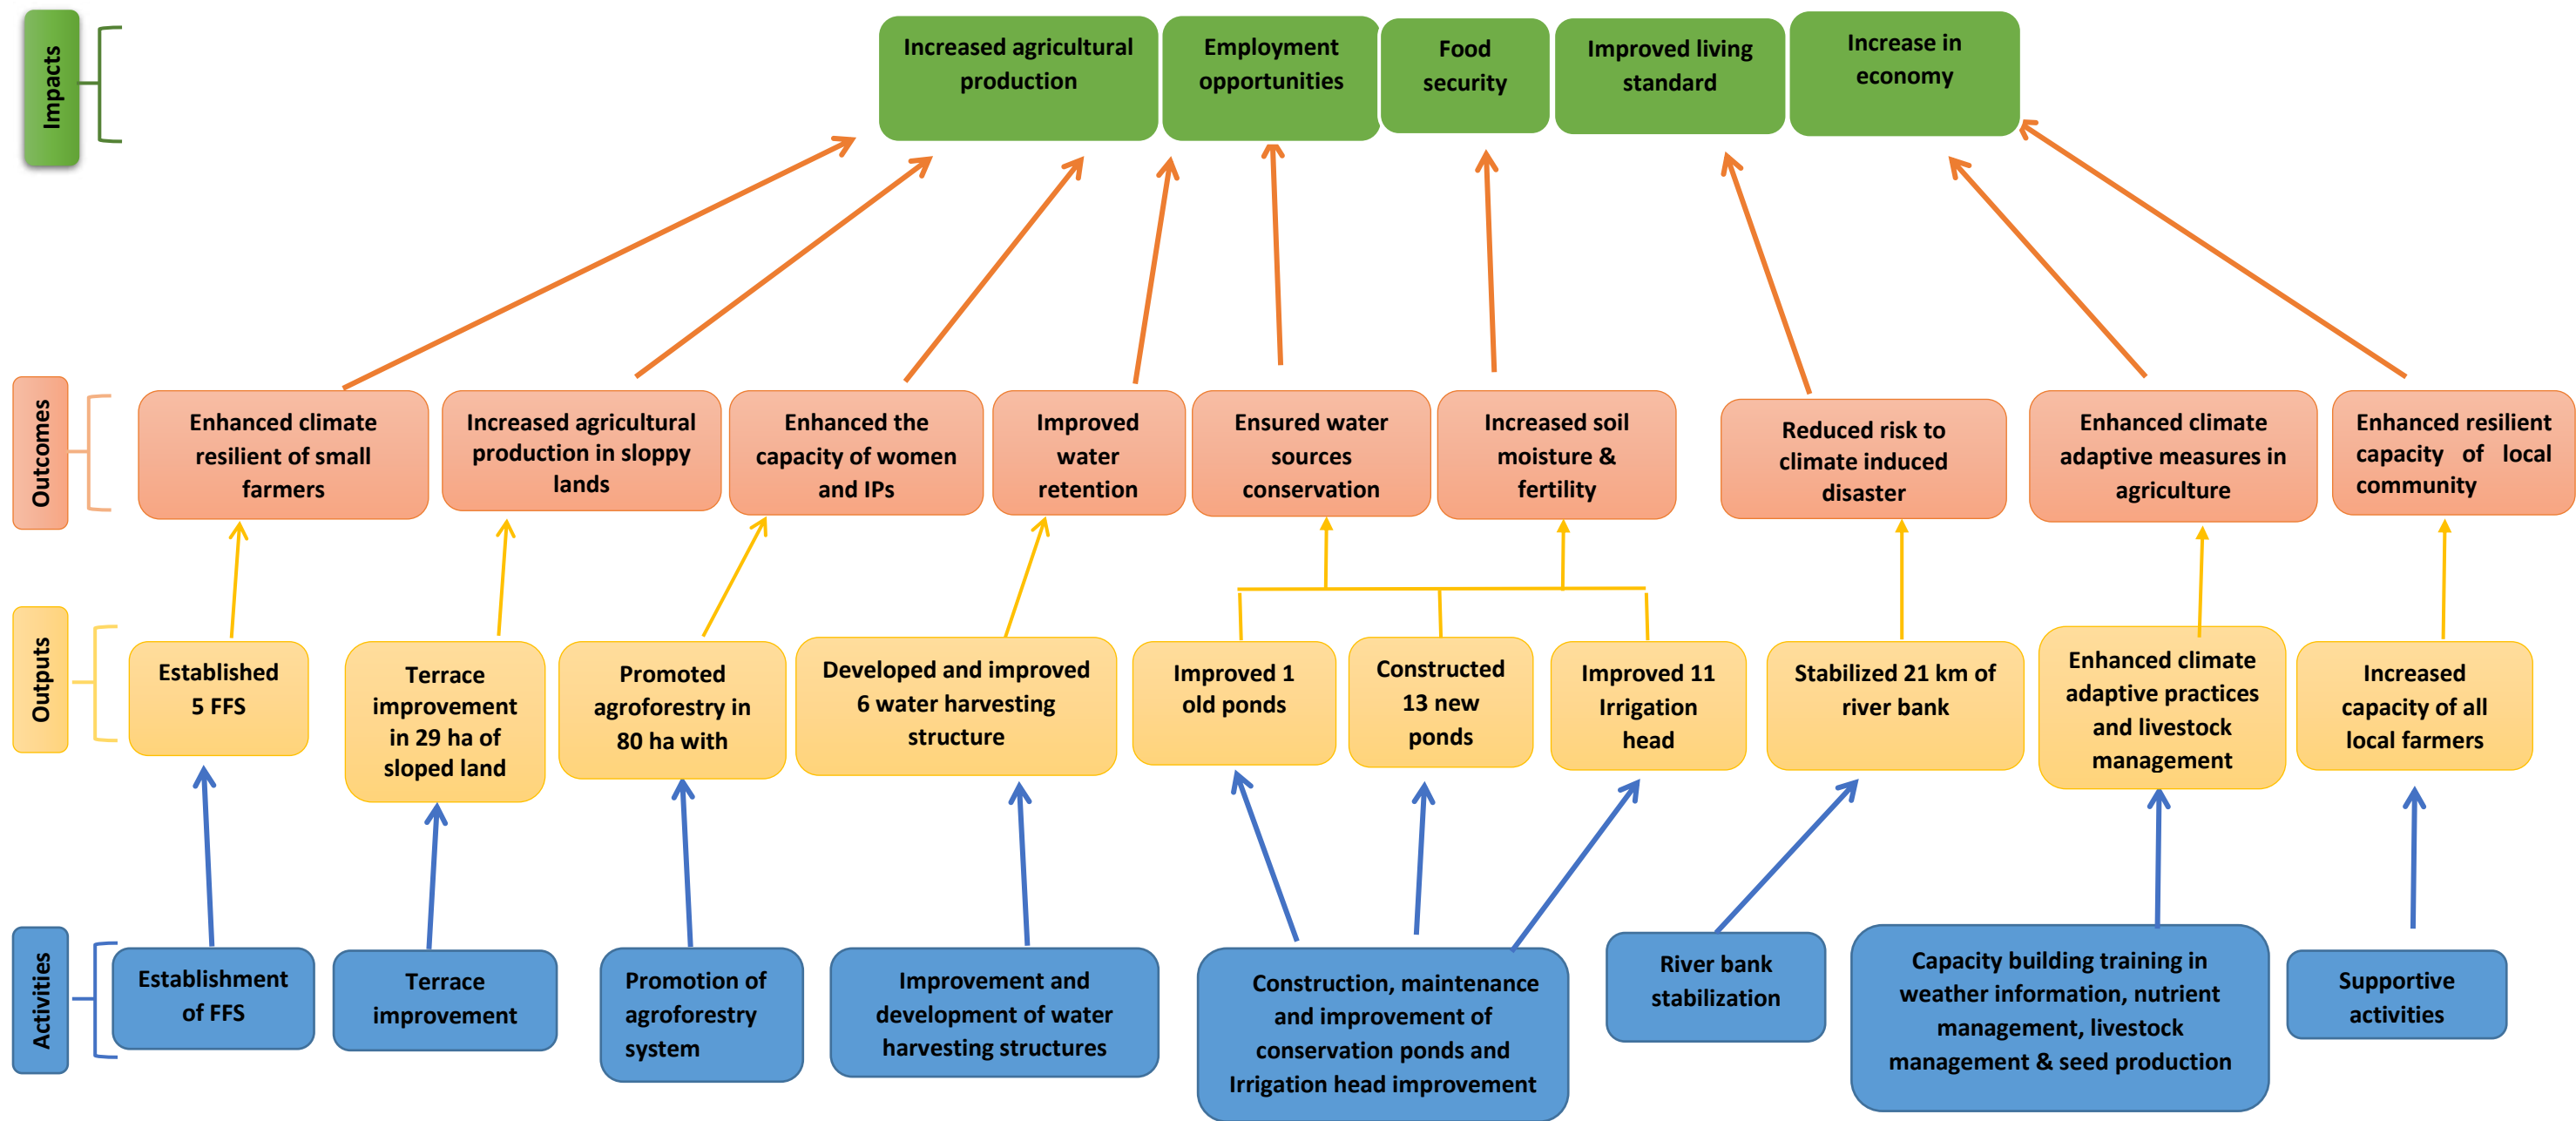 Impacts
Increased agricultural
production
Employment
opportunities
Food
security
Improved living
standard
Increase in
economy
Outcomes
Enhanced climate
resilient of small
farmers
Increased agricultural
production in sloppy
lands
Enhanced the
capacity of women
and IPs
Improved
water
retention
Ensured water
sources
conservation
Increased soil
moisture &
fertility
Reduced risk to
climate induced
disaster
Enhanced climate
adaptive measures in
agriculture
Enhanced resilient
capacity of local
community
Outputs
Established
5 FFS
Terrace
improvement
in 29 ha of
sloped land
Promoted
agroforestry in
80 ha with
Developed and improved
6 water harvesting
structure
Improved 1
old ponds
Constructed
13 new
ponds
Improved 11
Irrigation
head
Stabilized 21 km of
river bank
Enhanced climate
adaptive practices
and livestock
management
Increased
capacity of all
local farmers
Activities
Establishment
of FFS
Terrace
improvement
Promotion of
agroforestry
system
Improvement and
development of water
harvesting structures
Construction, maintenance
and improvement of
conservation ponds and
Irrigation head improvement
River bank
stabilization
Capacity building training in
weather information, nutrient
management, livestock
management & seed production
Supportive
activities